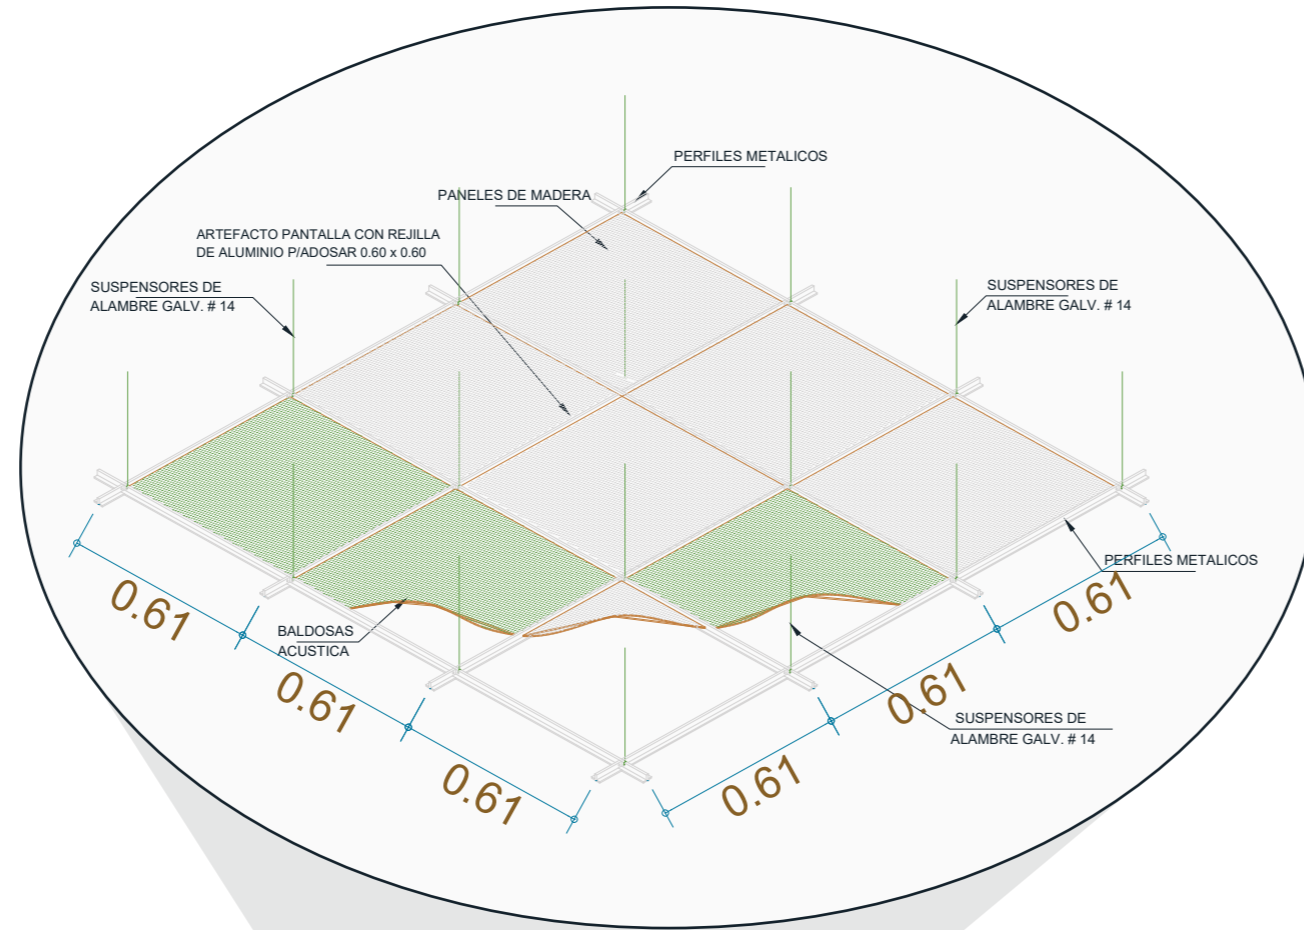 PERFILES METALICOS
PANELES DE MADERA
ARTEFACTO PANTALLA CON REJILLA
DE ALUMINIO P/ADOSAR 0.60 x 0.60
SUSPENSORES DE
ALAMBRE GALV. # 14
SUSPENSORES DE
ALAMBRE GALV. # 14
PERFILES METALICOS
BALDOSAS
ACUSTICA
SUSPENSORES DE
ALAMBRE GALV. # 14
0.61
0.61
0.61
0.61
0.61
0.61